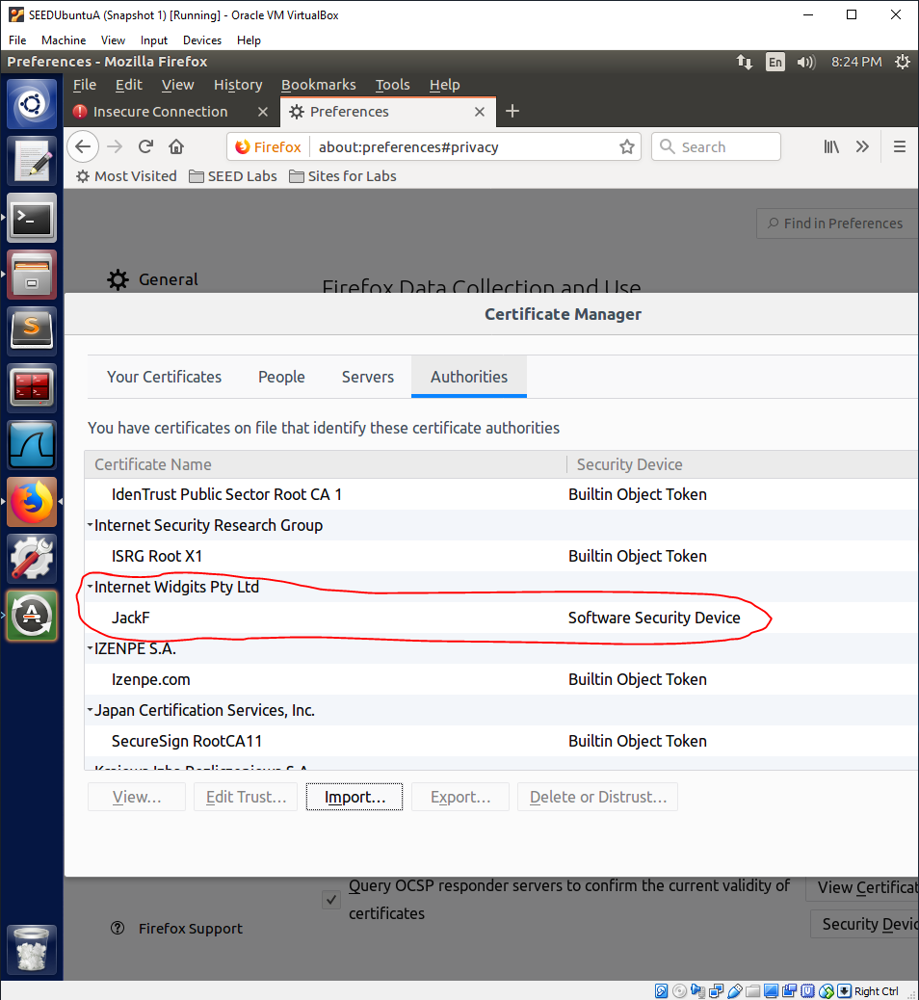 SEEDUbuntuA (Snapshot 1) [Running] - Oracle VM VirtualBox
File Machine View Input Devices Help
Preferences - Mozilla Firefox En 8:24 PM
File Edit View History Bookmarks Tools Help
Insecure Connection Preferences
Firefox about:preferences#privacy Search
Most Visited SEED Labs Sites for Labs
Find in Preferences
General
Firefox Data Collection and Use
Certificate Manager
Your Certificates People Servers Authorities
You have certificates on file that identify these certificate authorities
Certificate Name Security Device
IdenTrust Public Sector Root CA 1 Builtin Object Token
Internet Security Research Group
ISRG Root X1 Builtin Object Token
Internet Widgits Pty Ltd
JackF Software Security Device
IZENPE S.A.
Izenpe.com Builtin Object Token
Japan Certification Services, Inc.
SecureSign RootCA11 Builtin Object Token
View... Edit Trust... Import... Export... Delete or Distrust...
Query OCSP responder servers to confirm the current validity of View Certificat
certificates
Security Devic
Firefox Support
Right Ctrl